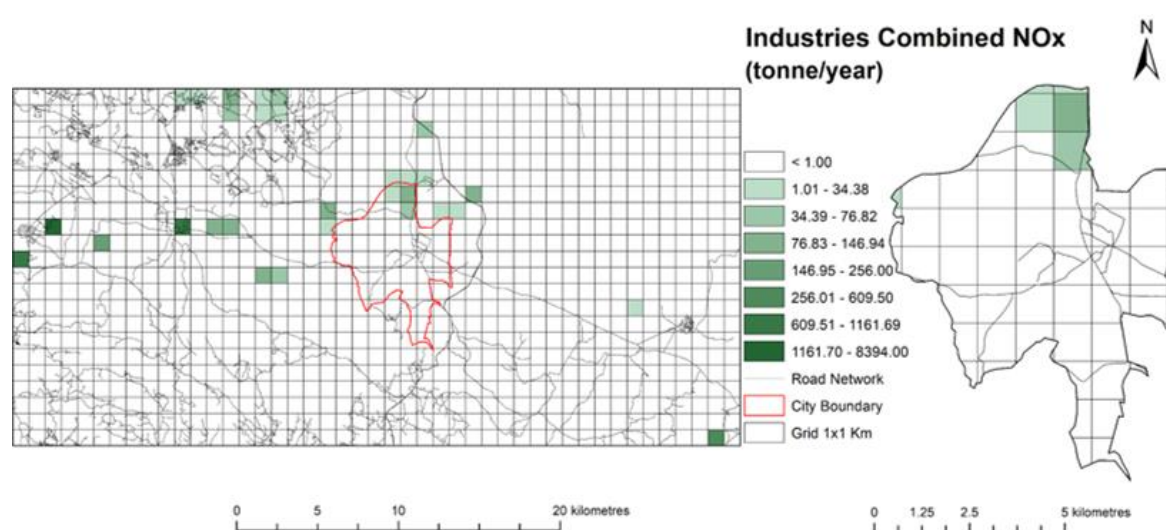 Industries Combined NOx
(tonne/year)
N
< 1.00
1.01 - 34.38
34.39 - 76.82
76.83 - 146.94
146.95 - 256.00
256.01 - 609.50
609.51 - 1161.69
1161.70 - 8394.00
Road Network
City Boundary
Grid 1x1 Km
0 5 10 20 kilometres
0 1.25 2.5 5 kilometres